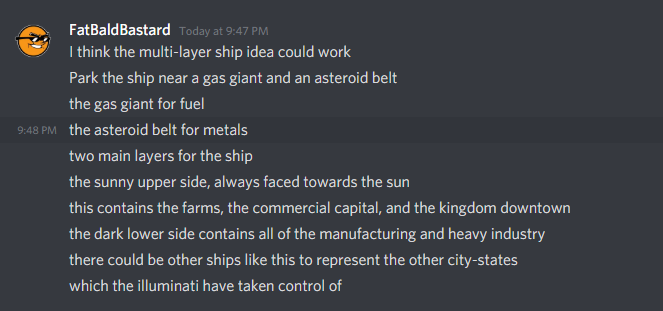 FatBaldBastard Today at 9:47 PM
I think the multi-layer ship idea could work
Park the ship near a gas giant and an asteroid belt
the gas giant for fuel
9:48 PM the asteroid belt for metals
two main layers for the ship
the sunny upper side, always faced towards the sun
this contains the farms, the commercial capital, and the kingdom downtown
the dark lower side contains all of the manufacturing and heavy industry
there could be other ships like this to represent the other city-states
which the illuminati have taken control of